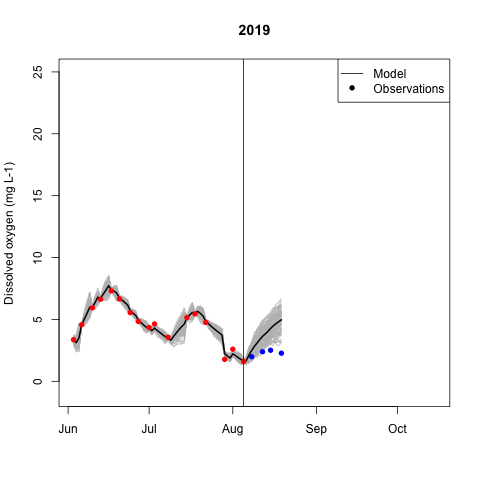 2019
Dissolved oxygen (mg L-1)
25
20
15
10
5
0
Model
Observations
Jun
Jul
Aug
Sep
Oct